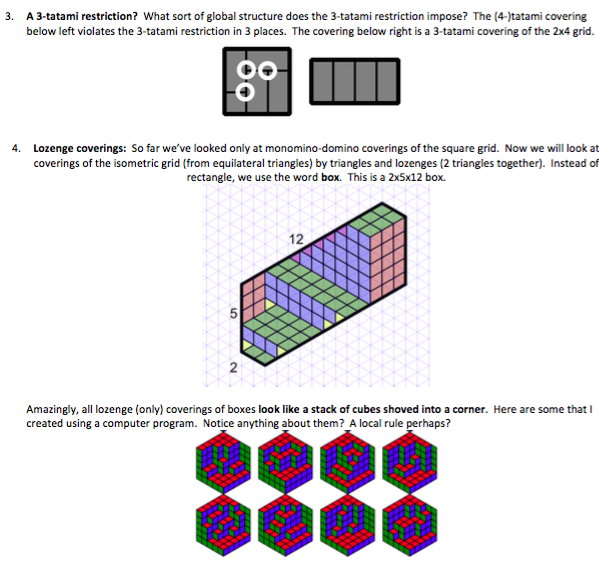 3. A 3-tatami restriction? What sort of global structure does the 3-tatami restriction impose? The (4-)tatami covering
below left violates the 3-tatami restriction in 3 places. The covering below right is a 3-tatami covering of the 2x4 grid.
4. Lozenge coverings: So far we've looked only at monomino-domino coverings of the square grid. Now we will look at
coverings of the isometric grid (from equilateral triangles) by triangles and lozenges (2 triangles together). Instead of
rectangle, we use the word box. This is a 2x5x12 box.
12
5
2
Amazingly, all lozenge (only) coverings of boxes look like a stack of cubes shoved into a corner. Here are some that I
created using a computer program. Notice anything about them? A local rule perhaps?